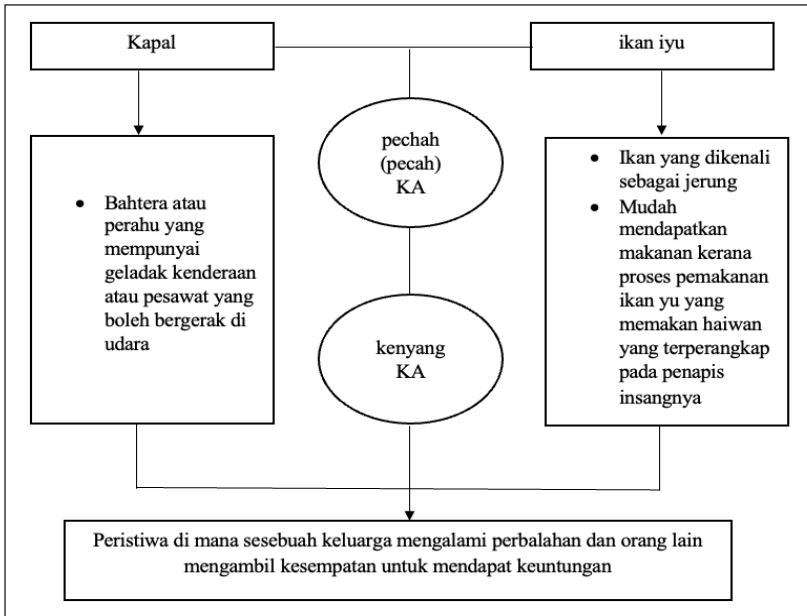 Kapal
ikan iyu
pechah
(pecah)
KA
• Bahtera atau
perahu yang
mempunyai
geladak kenderaan
atau pesawat yang
boleh bergerak di
udara
kenyang
KA
• Ikan yang dikenali
sebagai jerung
• Mudah
mendapatkan
makanan kerana
proses pemakanan
ikan yu yang
memakan haiwan
yang terperangkap
pada penapis
insangnya
Peristiwa di mana sesebuah keluarga mengalami perbalahan dan orang lain
mengambil kesempatan untuk mendapat keuntungan